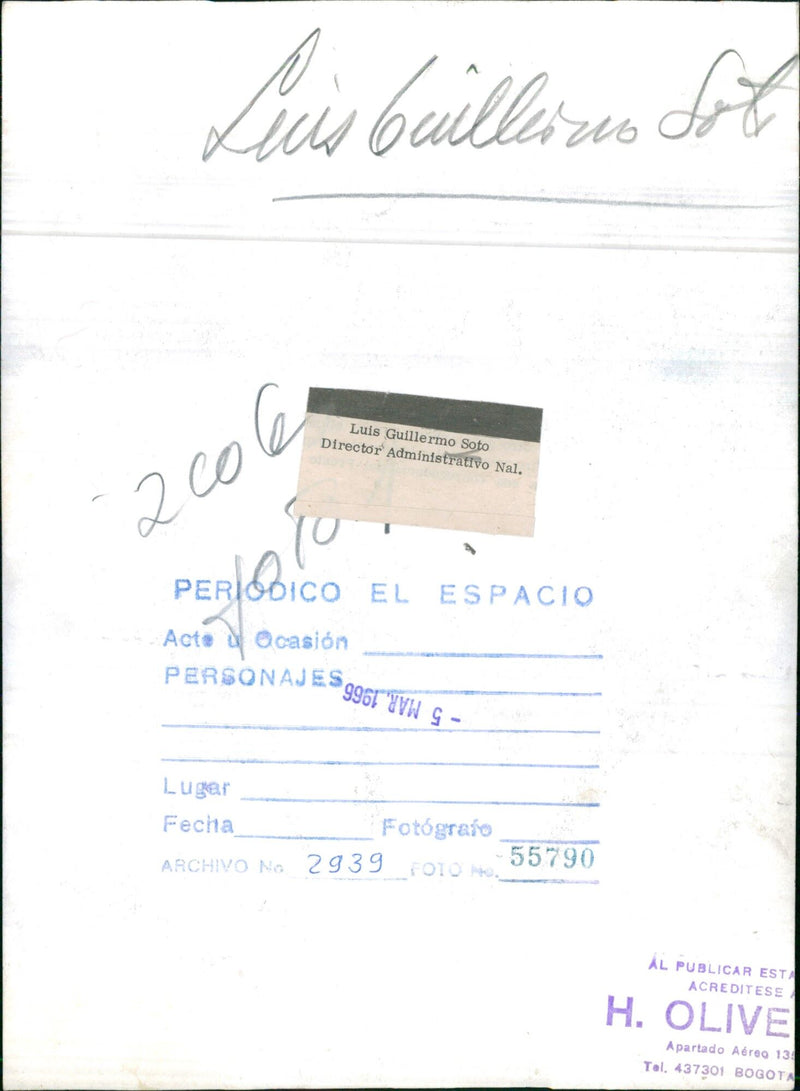 Luis Guillermo Soto
Luis Guillermo Soto
Director Administrativo Nal.
PERIODICO EL ESPACIO
Acto u Ocasión
PERSONAJES
- 5 MAR. 1966
Lugar
Fecha Fotógrafo
ARCHIVO No 2939 FOTO No. 55790
AL PUBLICAR ESTA
ACREDITESE A
H. OLIVE
Apartado Aéreo 135
Tel. 437301 BOGOTA